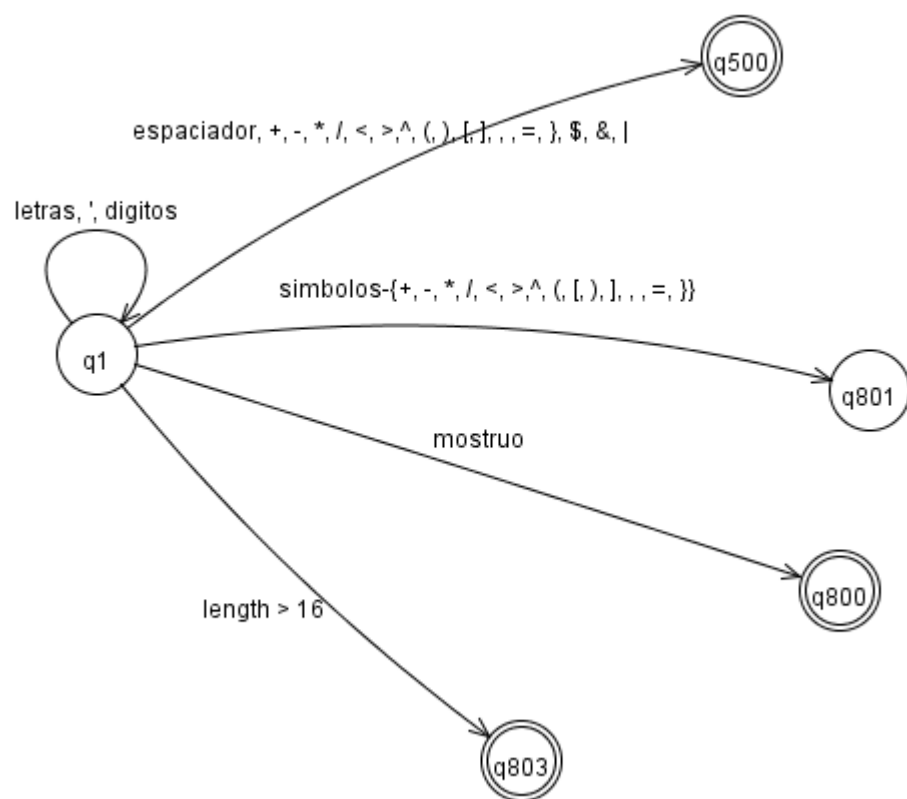 q500
espaciador, +, -, *, /, <, >,^, (, ), [, ], , , =, }, $, &, |
letras, ', digitos
simbolos-{+, -, *, /, <, >,^, (, [, ), ], , , =, }}
q1
q801
mostruo
q800
length > 16
q803